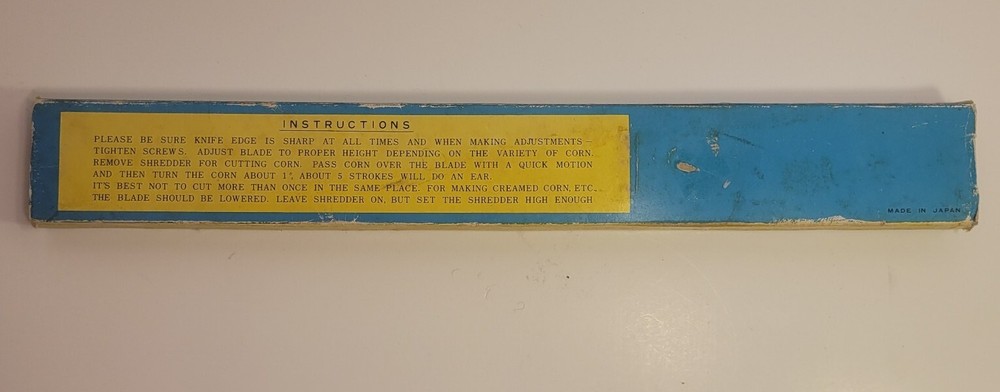 INSTRUCTIONS
PLEASE BE SURE KNIFE EDGE IS SHARP AT ALL TIMES AND WHEN MAKING ADJUSTMENTS—
TIGHTEN SCREWS. ADJUST BLADE TO PROPER HEIGHT DEPENDING ON THE VARIETY OF CORN.
REMOVE SHREDDER FOR CUTTING CORN. PASS CORN OVER THE BLADE WITH A QUICK MOTION
AND THEN TURN THE CORN ABOUT 1", ABOUT 5 STROKES WILL DO AN EAR.
IT'S BEST NOT TO CUT MORE THAN ONCE IN THE SAME PLACE. FOR MAKING CREAMED CORN, ETC.,
THE BLADE SHOULD BE LOWERED. LEAVE SHREDDER ON, BUT SET THE SHREDDER HIGH ENOUGH
MADE IN JAPAN